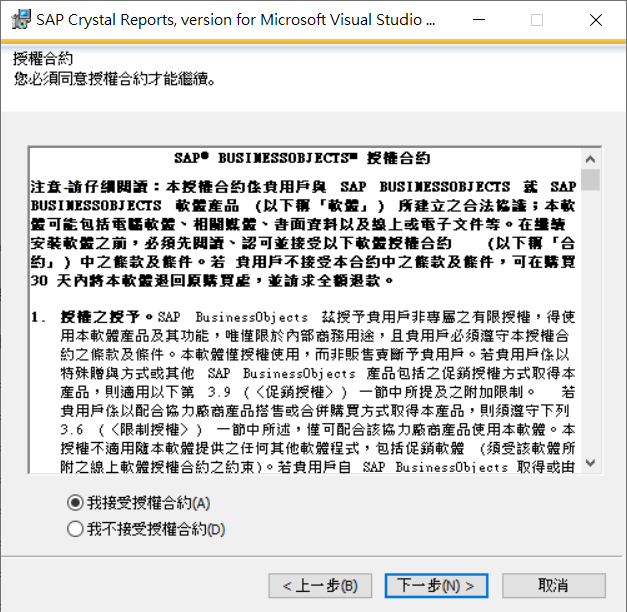 SAP Crystal Reports, version for Microsoft Visual Studio ...
授權合約
您必須同意授權合約才能繼續。
SAP® BUSINESSOBJECTS™ 授權合約
注意-請仔細閱讀：本授權合約係貴用戶與 SAP BUSINESSOBJECTS 就 SAP
BUSINESSOBJECTS 軟體產品 (以下稱「軟體」) 所建立之合法協議；本軟
體可能包括電腦軟體、相關媒體、書面資料以及線上或電子文件等。在繼續
安裝軟體之前，必須先閱讀、認可並接受以下軟體授權合約 (以下稱「合
約」) 中之條款及條件。若 貴用戶不接受本合約中之條款及條件，可在購買
30 天內將本軟體退回原購買處，並請求全額退款。
1. 授權之授予。SAP BusinessObjects 茲授予貴用戶非專屬之有限授權，得使
用本軟體產品及其功能，唯僅限於內部商務用途，且貴用戶必須遵守本授權合
約之條款及條件。本軟體僅授權使用，而非販售賣斷予貴用戶。若貴用戶係以
特殊贈與方式或其他 SAP BusinessObjects 產品包括之促銷授權方式取得本
產品，則適用以下第 3.9 (〈促銷授權〉) 一節中所提及之附加限制。 若
貴用戶係以配合協力廠商產品搭售或合併購買方式取得本產品，則須遵守下列
3.6 (〈限制授權〉) 一節中所述，僅可配合該協力廠商產品使用本軟體。本
授權不適用隨本軟體提供之任何其他軟體程式，包括促銷軟體 (須受該軟體所
附之線上軟體授權合約之約束)。若貴用戶自 SAP BusinessObjects 取得或由
我接受授權合約(A)
我不接受授權合約(D)
< 上一步(B)
下一步(N) >
取消